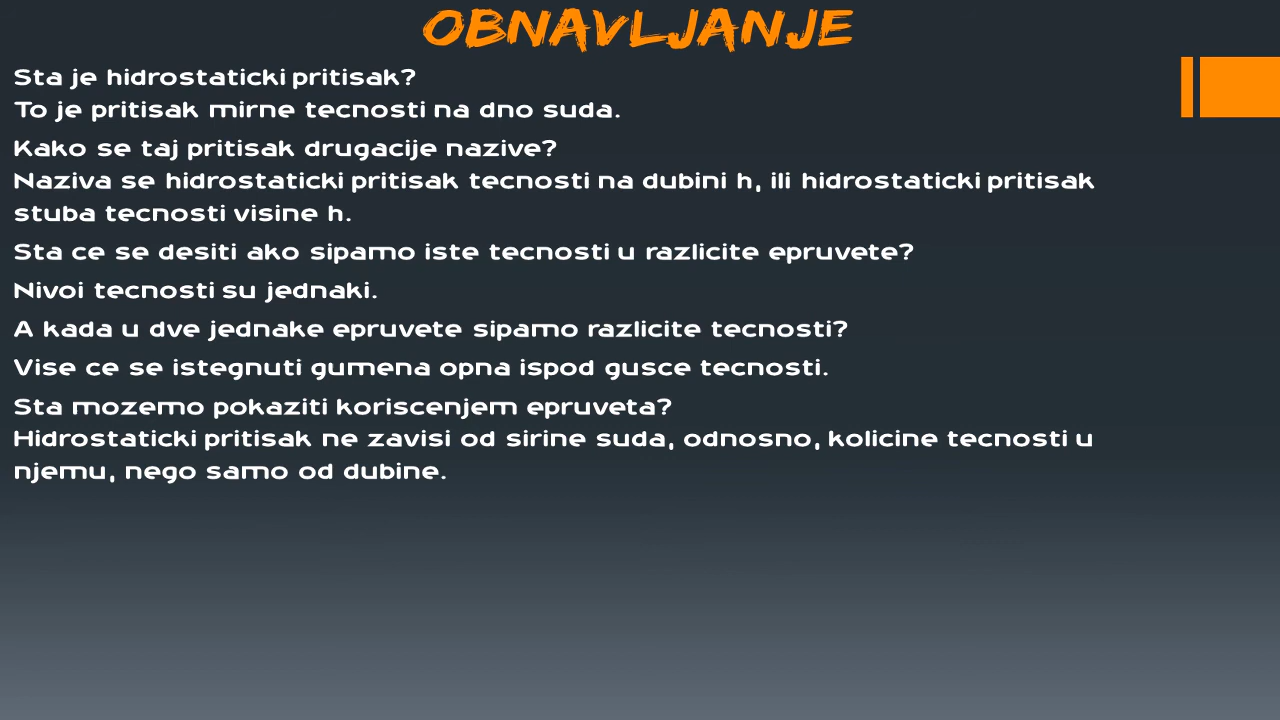 OBNAVLJANJE
Sta je hidrostaticki pritisak?
To je pritisak mirne tecnosti na dno suda.
Kako se taj pritisak drugacije nazive?
Naziva se hidrostaticki pritisak tecnosti na dubini h, ili hidrostaticki pritisak
stuba tecnosti visine h.
Sta ce se desiti ako sipamo iste tecnosti u razlicite epruvete?
Nivoi tecnosti su jednaki.
A kada u dve jednake epruvete sipamo razlicite tecnosti?
Vise ce se istegnuti gumena opna ispod gusce tecnosti.
Sta mozemo pokaziti koriscenjem epruveta?
Hidrostaticki pritisak ne zavisi od sirine suda, odnosno, kolicine tecnosti u
njemu, nego samo od dubine.